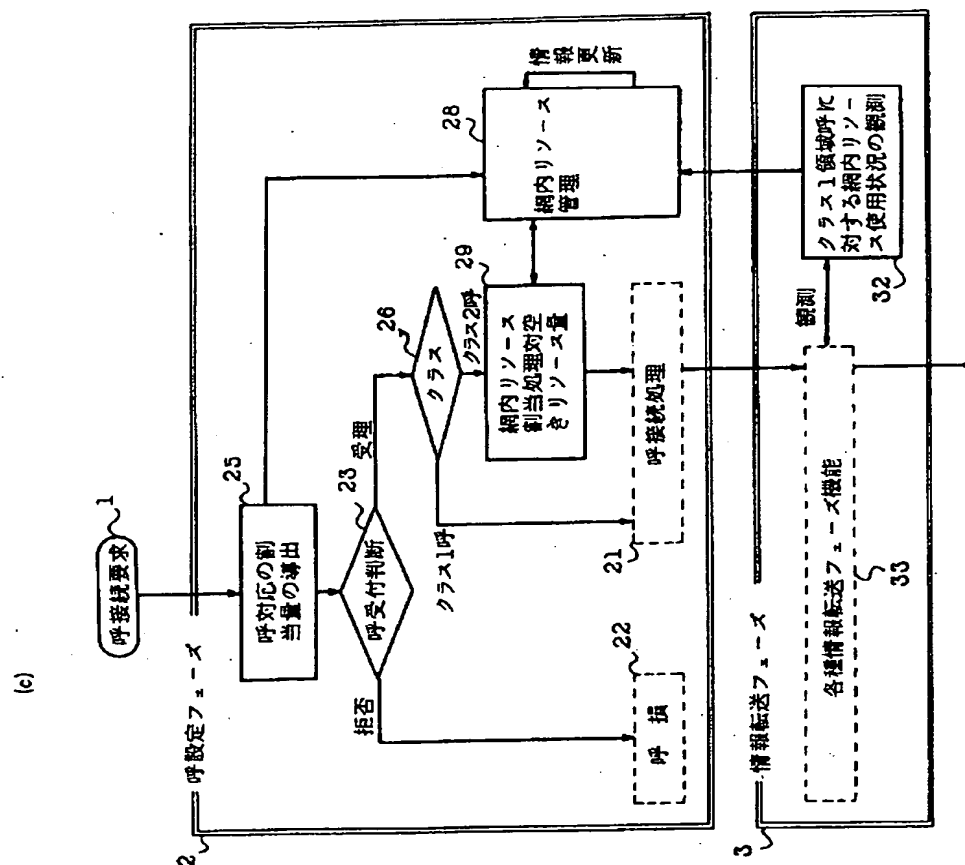 (c)
呼接続要求
1
2
呼設定フェーズ
25
呼対応の割
当量の導出
23
呼受付判断
拒否
受理
26
クラス
クラス1呼
クラス2呼
28
網内リソース
管理
情報更新
29
網内リソース
割当処理対空
きリソース量
22
呼損
21
呼接続処理
3
情報転送フェーズ
各種情報転送フェーズ機能
33
観測
クラス1領域呼に
対する網内リソー
ス使用状況の観測
32